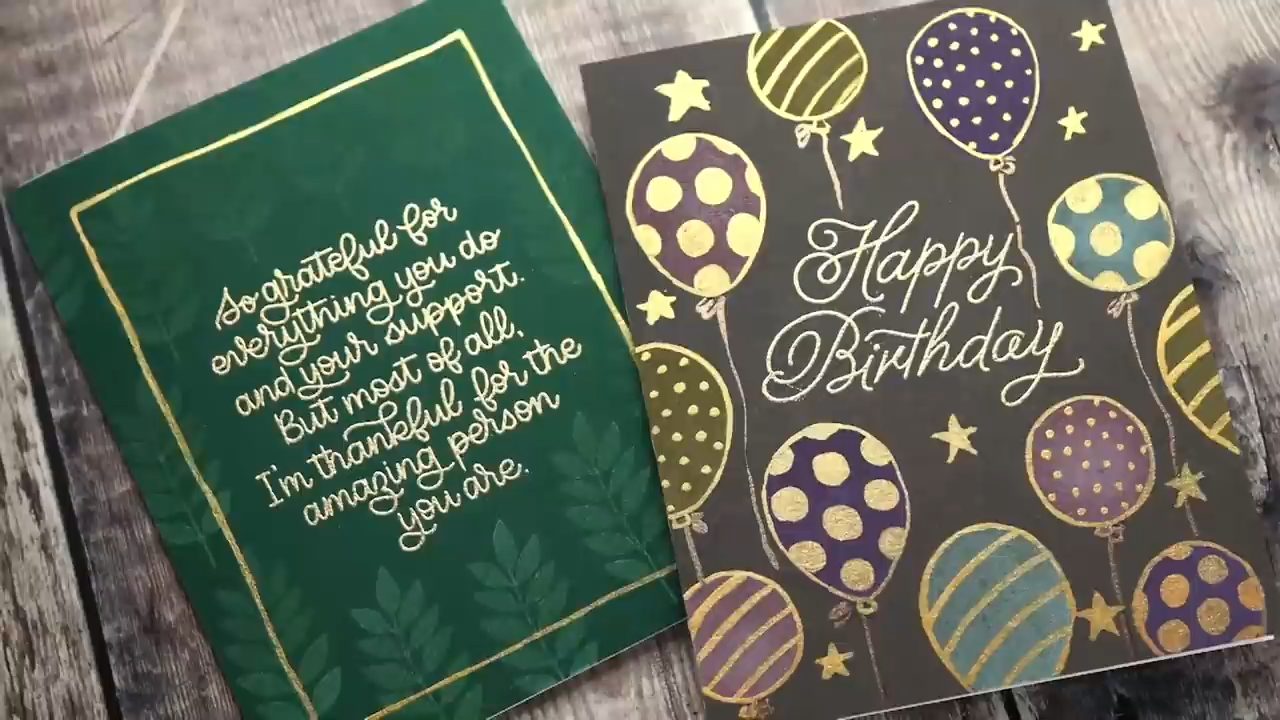 So grateful for
everything you do
and your support.
But most of all,
I'm thankful for the
amazing person
you are.
Happy
Birthday